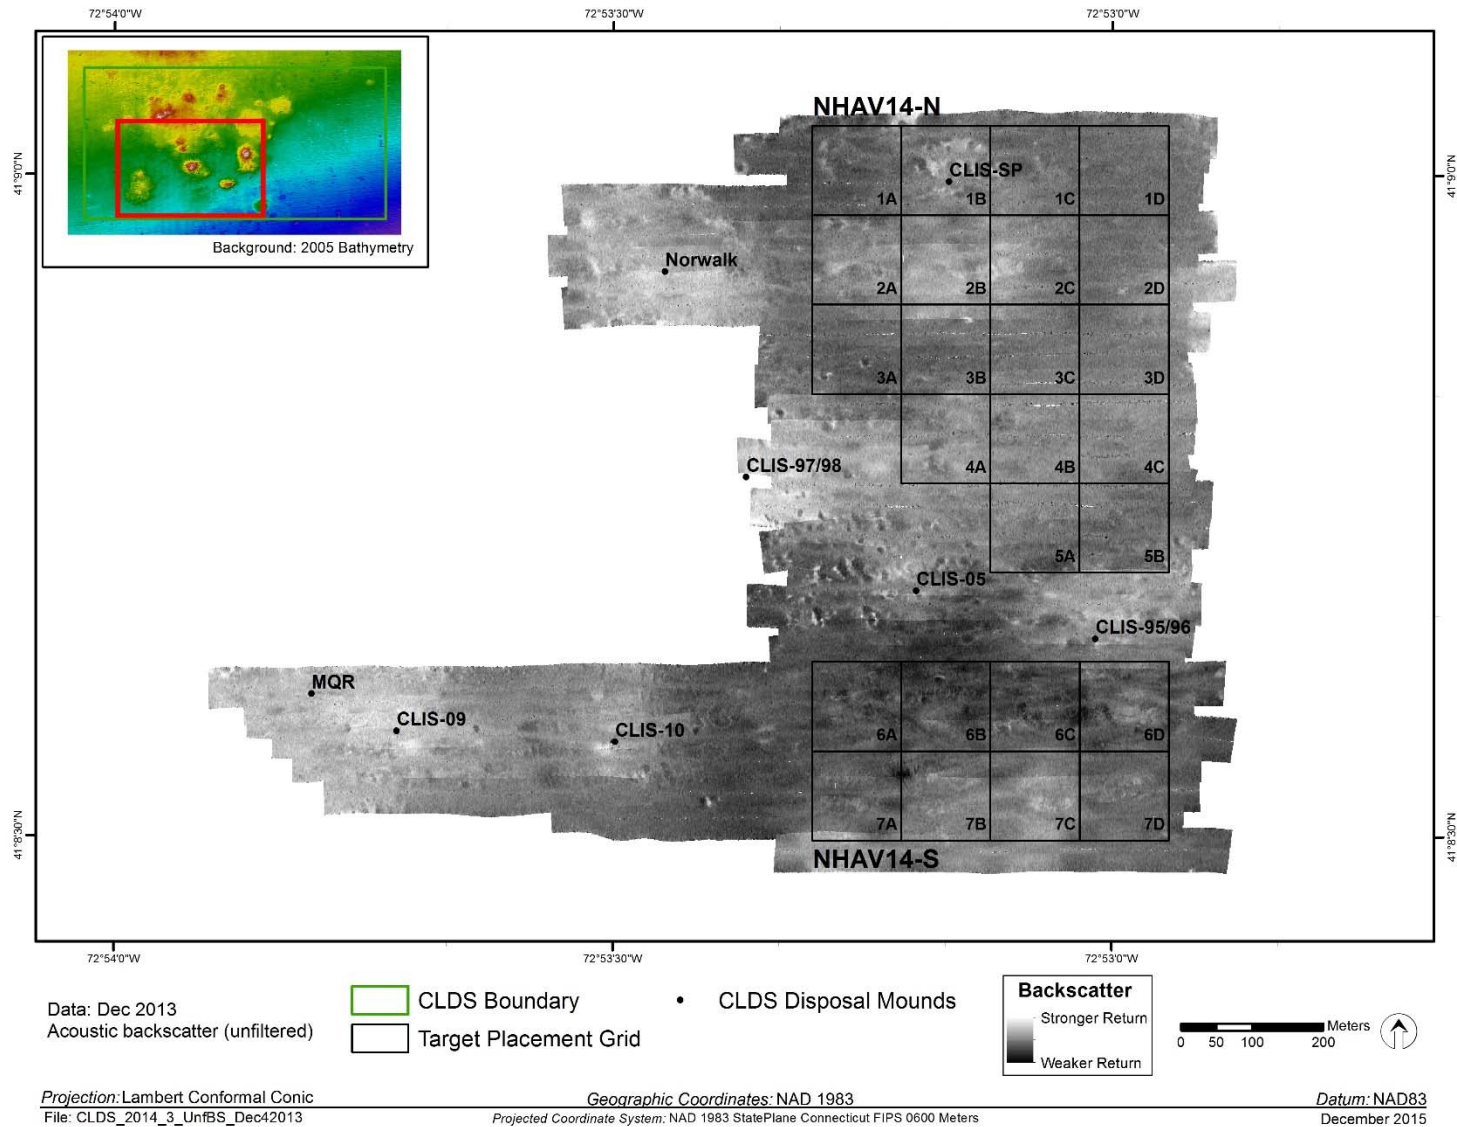 72°54'0"W 72°53'30"W 72°53'0"W
Background: 2005 Bathymetry
41°9'0"N 41°9'0"N
NHAV14-N
CLIS-SP
1A 1B 1C 1D
Norwalk
2A 2B 2C 2D
3A 3B 3C 3D
CLIS-97/98
4A 4B 4C
5A 5B
CLIS-05
CLIS-95/96
MQR
CLIS-09
CLIS-10
6A 6B 6C 6D
7A 7B 7C 7D
41°8'30"N 41°8'30"N
NHAV14-S
72°54'0"W 72°53'30"W 72°53'0"W
Data: Dec 2013
Acoustic backscatter (unfiltered)
CLDS Boundary
Target Placement Grid
CLDS Disposal Mounds
Backscatter
Stronger Return
Weaker Return
Meters
0 50 100 200
Projection: Lambert Conformal Conic Geographic Coordinates: NAD 1983 Datum: NAD83
File: CLDS_2014_3_UnfBS_Dec42013 Projected Coordinate System: NAD 1983 StatePlane Connecticut FIPS 0600 Meters December 2015